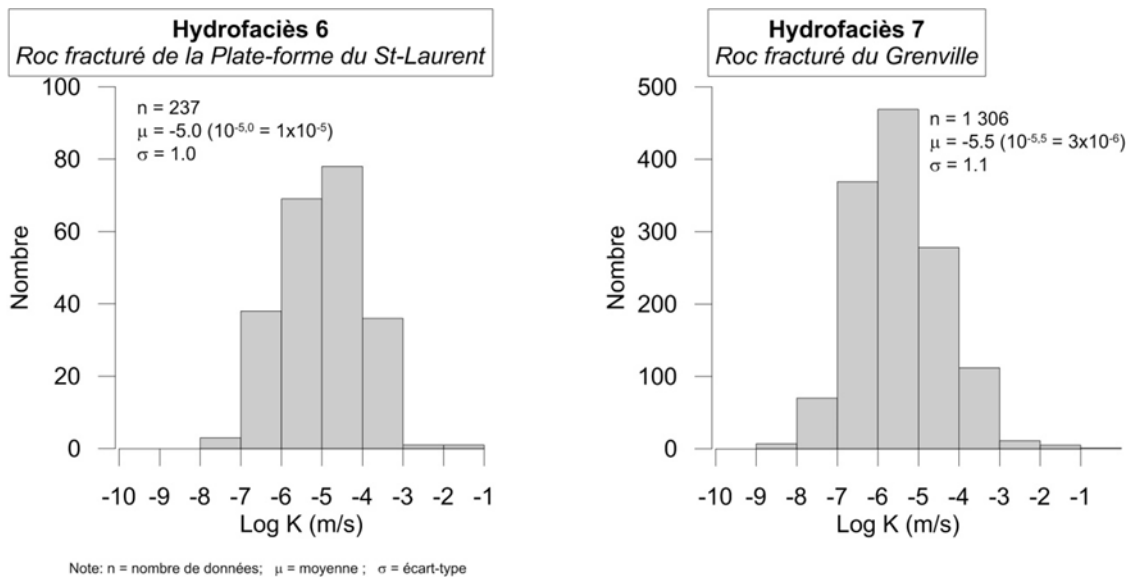 Hydrofaciès 6
Roc fracturé de la Plate-forme du St-Laurent
n = 237
μ = -5.0 (10^-5,0 = 1x10^-5)
σ = 1.0
Nombre
100
80
60
40
20
0
-10 -9 -8 -7 -6 -5 -4 -3 -2 -1
Log K (m/s)
Hydrofaciès 7
Roc fracturé du Grenville
n = 1 306
μ = -5.5 (10^-5,5 = 3x10^-6)
σ = 1.1
Nombre
500
400
300
200
100
0
-10 -9 -8 -7 -6 -5 -4 -3 -2 -1
Log K (m/s)
Note: n = nombre de données; μ = moyenne ; σ = écart-type